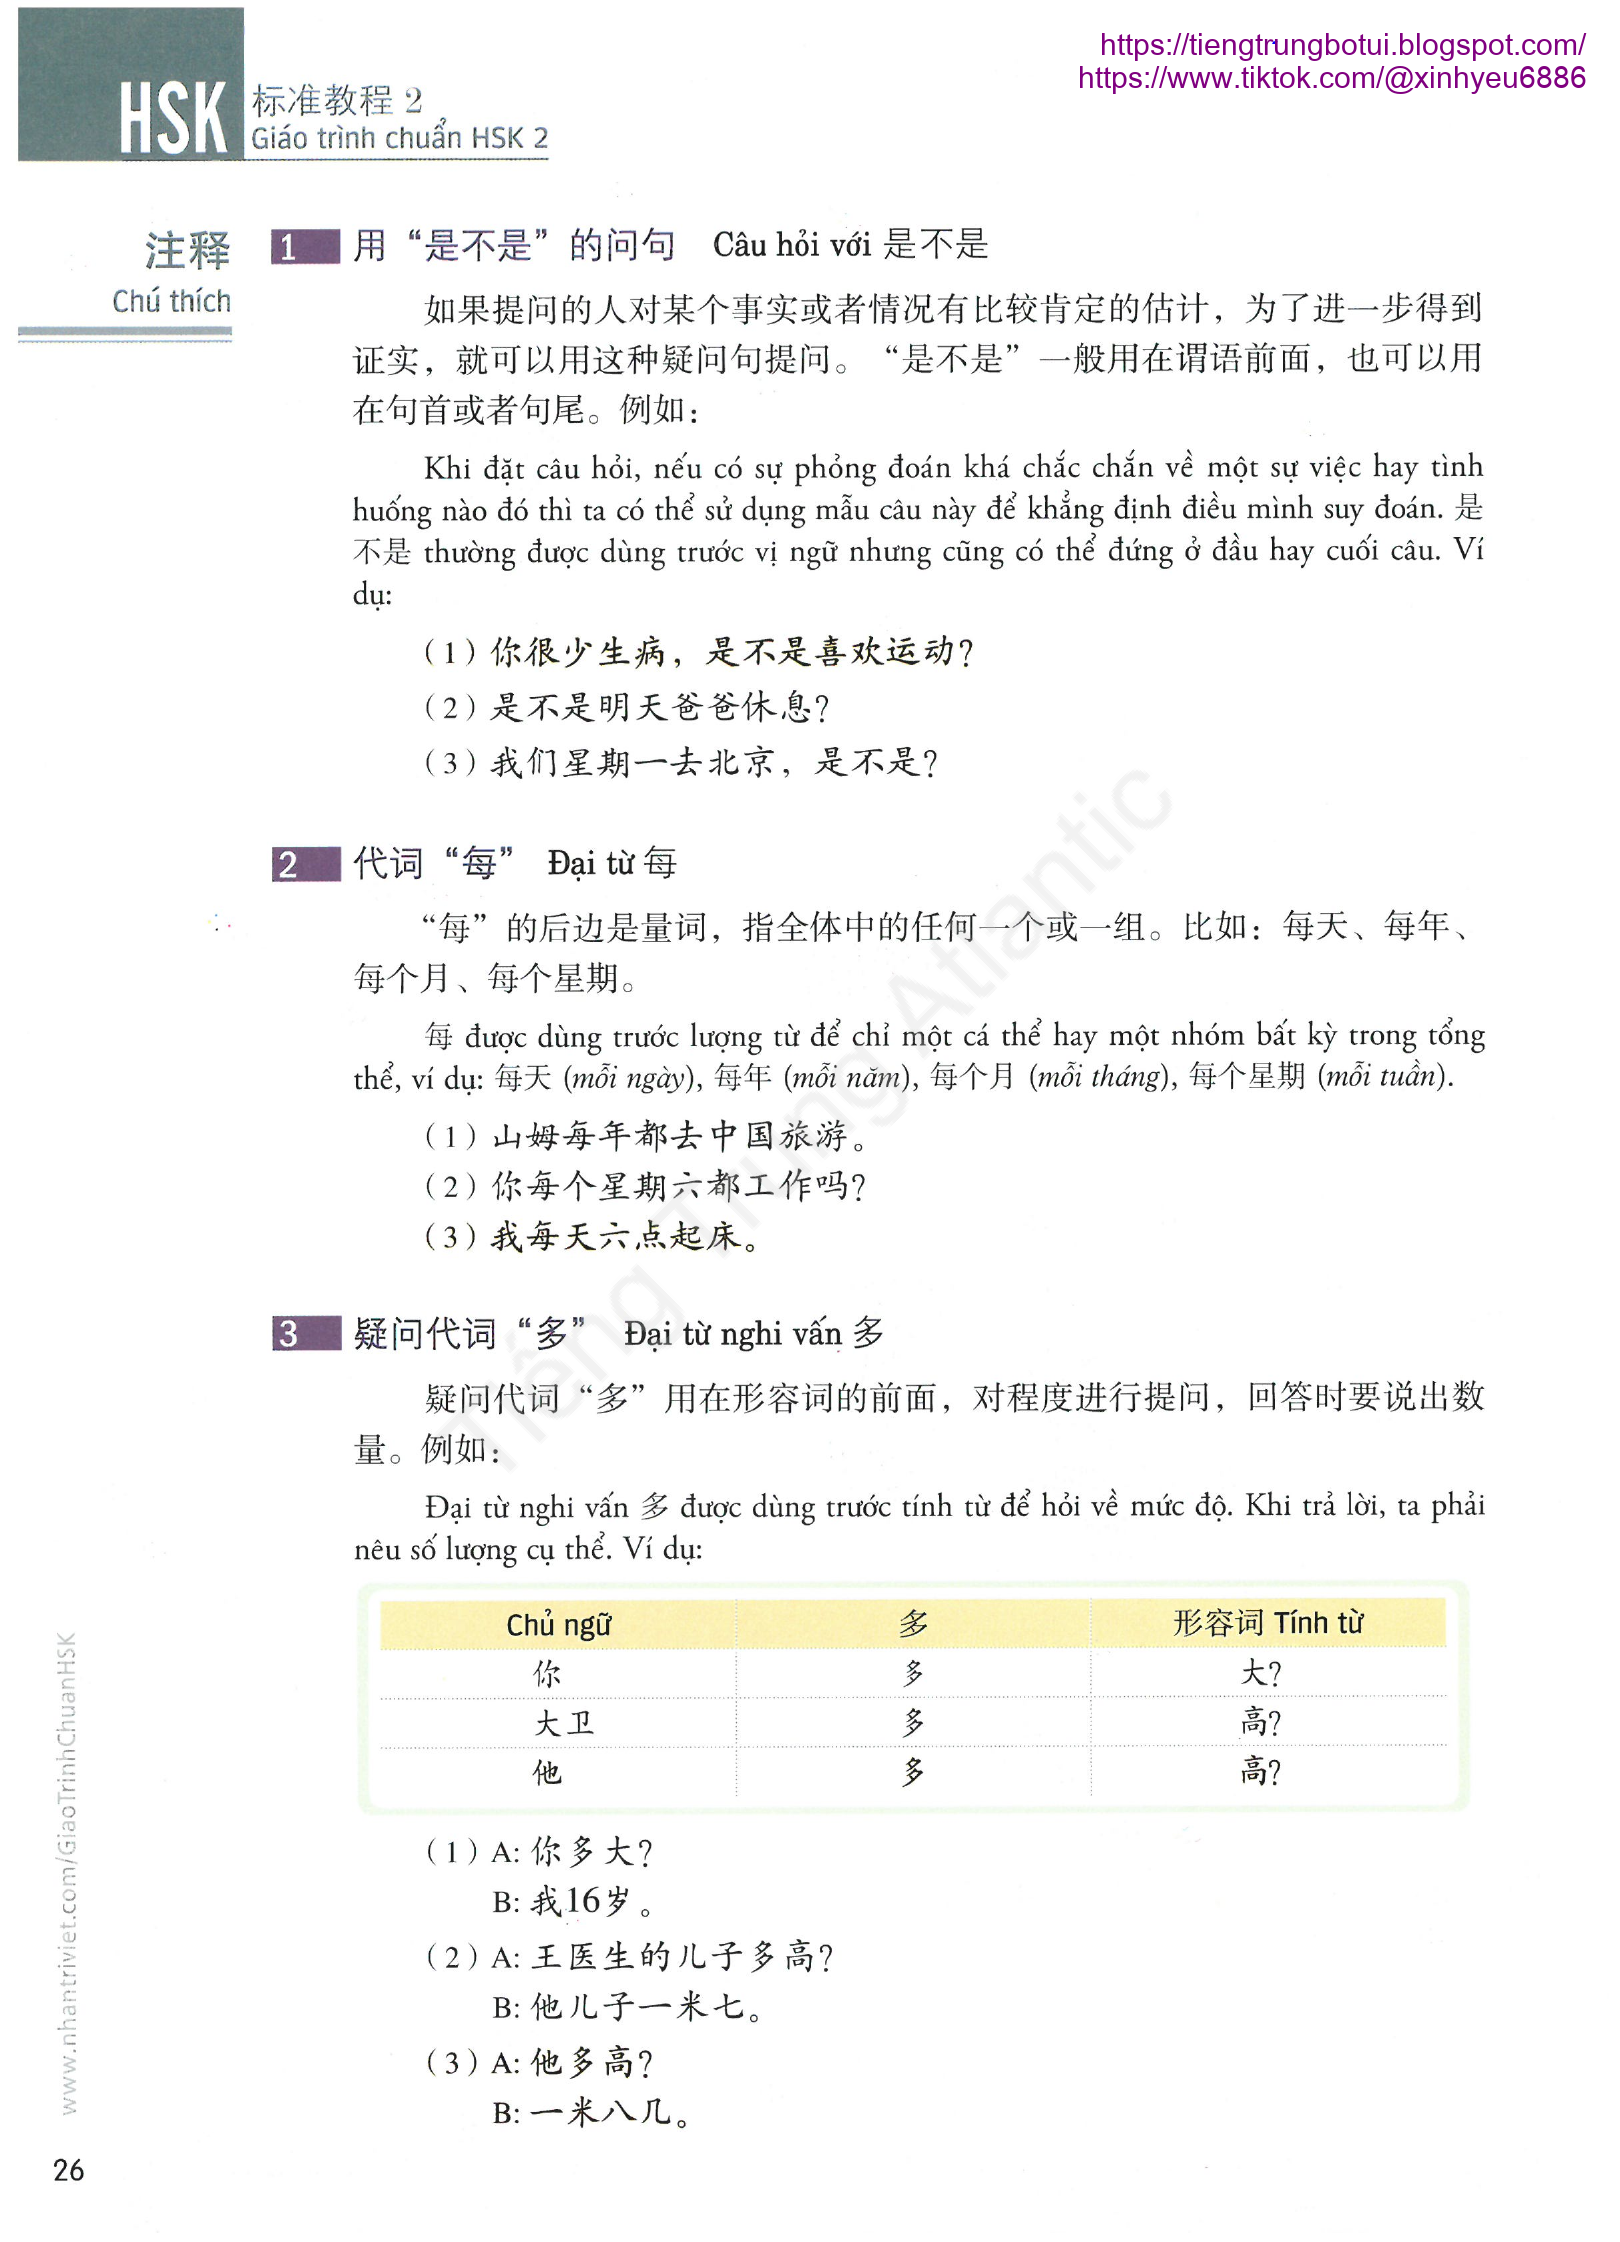 https://tiengtrungbotui.blogspot.com/
https://www.tiktok.com/@xinhyeu6886
HSK 标准教程 2
Giáo trình chuẩn HSK 2
注释
Chú thích
1 用“是不是”的问句 Câu hỏi với 是不是
如果提问的人对某个事实或者情况有比较肯定的估计，为了进一步得到
证实，就可以用这种疑问句提问。“是不是”一般用在谓语前面，也可以用
在句首或者句尾。例如：
Khi đặt câu hỏi, nếu có sự phỏng đoán khá chắc chắn về một sự việc hay tình
huống nào đó thì ta có thể sử dụng mẫu câu này để khẳng định điều mình suy đoán. 是
不是 thường được dùng trước vị ngữ nhưng cũng có thể đứng ở đầu hay cuối câu. Ví
dụ:
（1）你很少生病，是不是喜欢运动？
（2）是不是明天爸爸休息？
（3）我们星期一去北京，是不是？
2 代词“每” Đại từ 每
“每”的后边是量词，指全体中的任何一个或一组。比如：每天、每年、
每个月、每个星期。
每 được dùng trước lượng từ để chỉ một cá thể hay một nhóm bất kỳ trong tổng
thể, ví dụ: 每天 (mỗi ngày), 每年 (mỗi năm), 每个月 (mỗi tháng), 每个星期 (mỗi tuần).
（1）山姆每年都去中国旅游。
（2）你每个星期六都工作吗？
（3）我每天六点起床。
3 疑问代词“多” Đại từ nghi vấn 多
疑问代词“多”用在形容词的前面，对程度进行提问，回答时要说出数
量。例如：
Đại từ nghi vấn 多 được dùng trước tính từ để hỏi về mức độ. Khi trả lời, ta phải
nêu số lượng cụ thể. Ví dụ:
Chủ ngữ 多 形容词 Tính từ
你 多 大？
大卫 多 高？
他 多 高？
（1）A: 你多大？
B: 我16岁。
（2）A: 王医生的儿子多高？
B: 他儿子一米七。
（3）A: 他多高？
B: 一米八几。
Tiếng Trung Atlantic
www.nhantriviet.com/GiaoTrinhChuanHSK
26